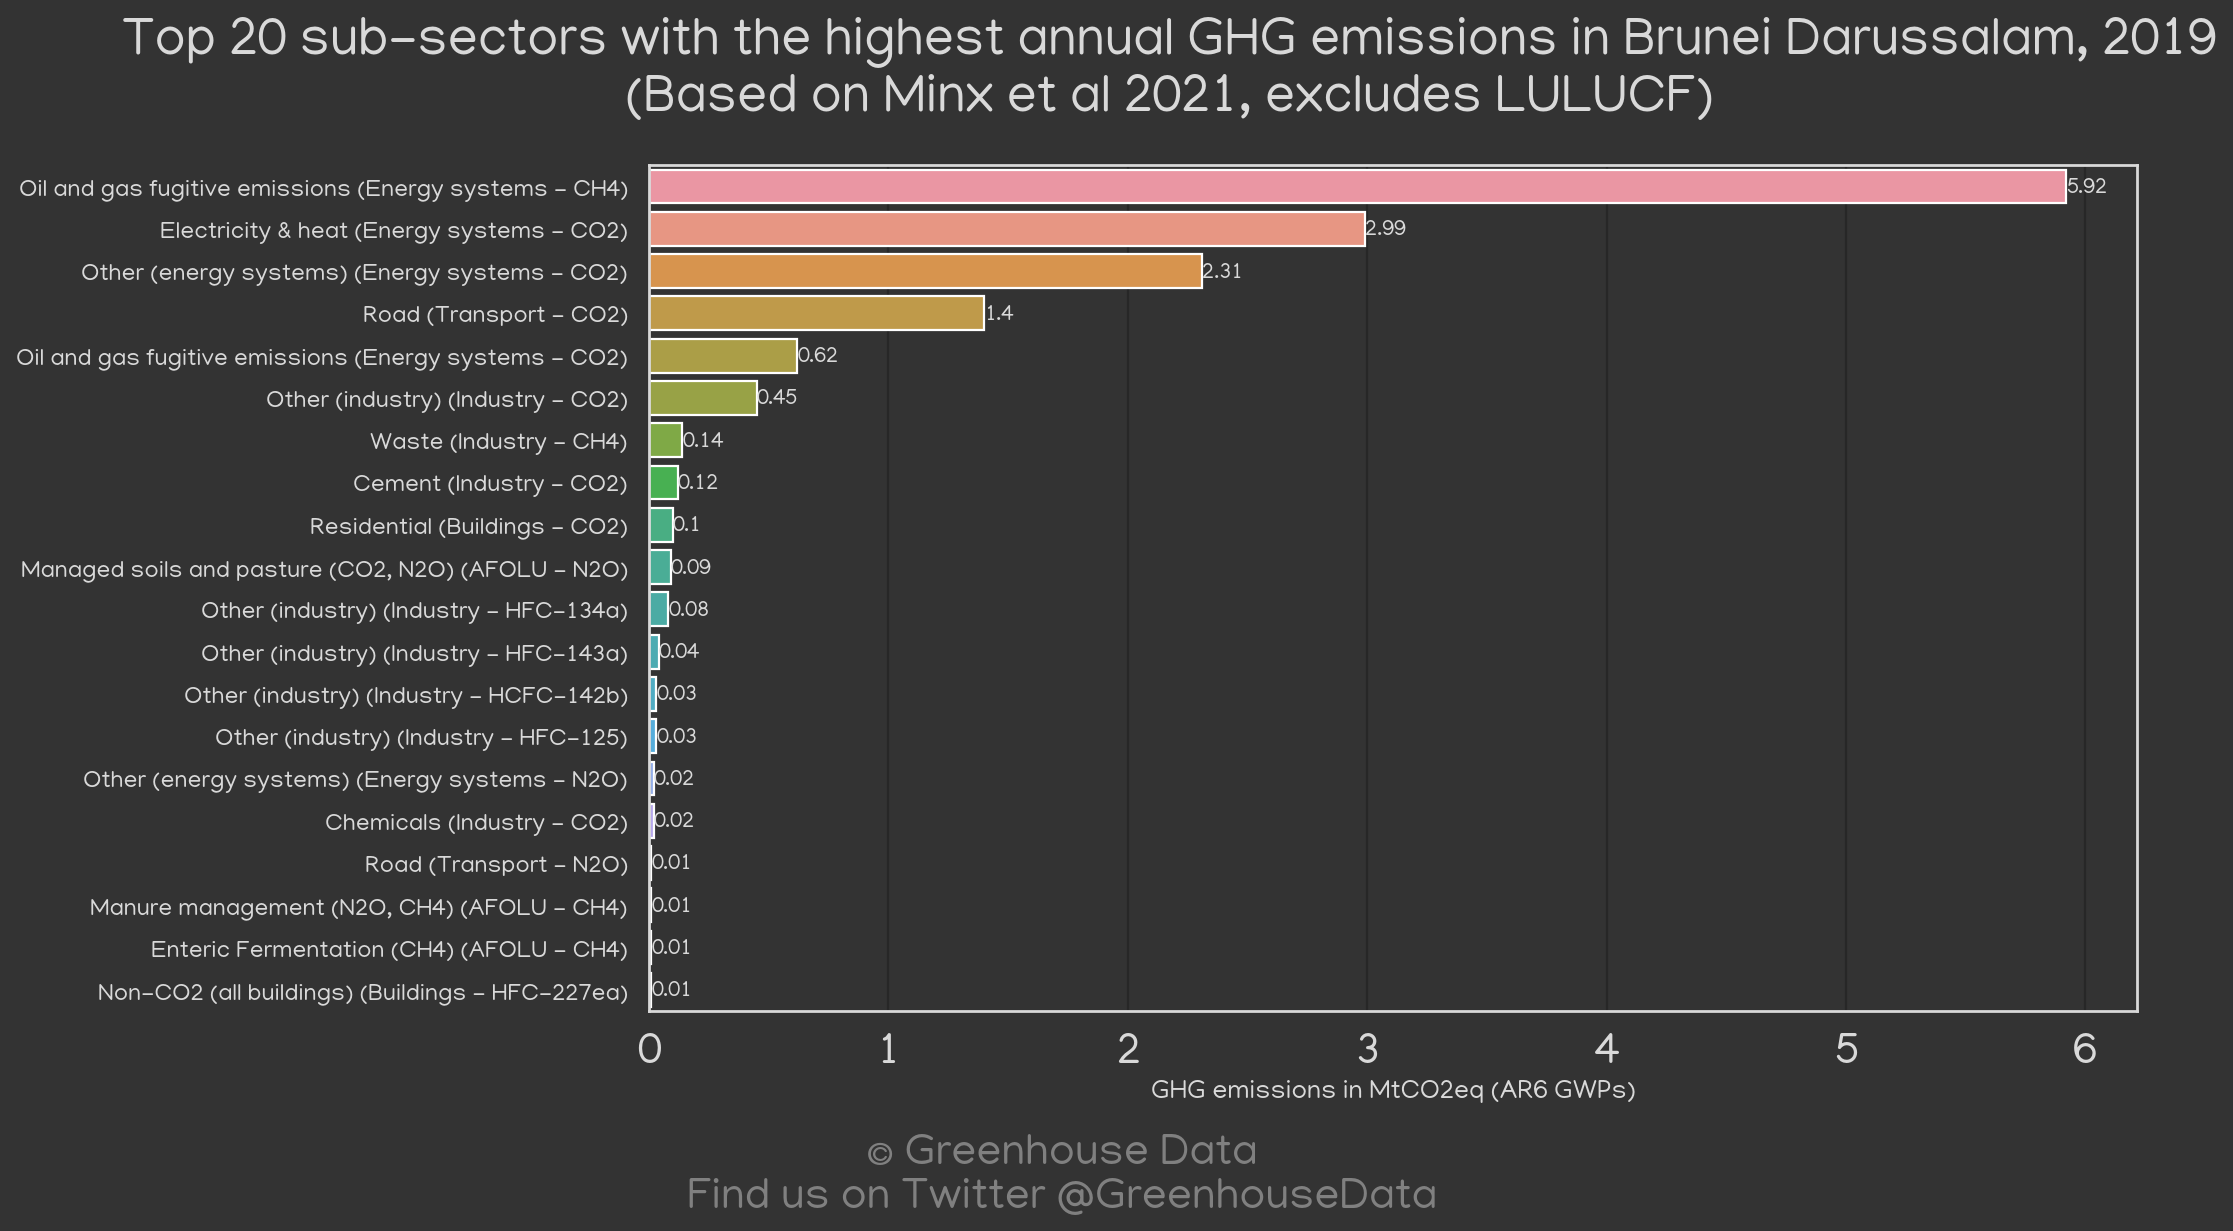 Top 20 sub-sectors with the highest annual GHG emissions in Brunei Darussalam, 2019
(Based on Minx et al 2021, excludes LULUCF)
Oil and gas fugitive emissions (Energy systems - CH4) 5.92
Electricity & heat (Energy systems - CO2) 2.99
Other (energy systems) (Energy systems - CO2) 2.31
Road (Transport - CO2) 1.4
Oil and gas fugitive emissions (Energy systems - CO2) 0.62
Other (industry) (Industry - CO2) 0.45
Waste (Industry - CH4) 0.14
Cement (Industry - CO2) 0.12
Residential (Buildings - CO2) 0.1
Managed soils and pasture (CO2, N2O) (AFOLU - N2O) 0.09
Other (industry) (Industry - HFC-134a) 0.08
Other (industry) (Industry - HFC-143a) 0.04
Other (industry) (Industry - HCFC-142b) 0.03
Other (industry) (Industry - HFC-125) 0.03
Other (energy systems) (Energy systems - N2O) 0.02
Chemicals (Industry - CO2) 0.02
Road (Transport - N2O) 0.01
Manure management (N2O, CH4) (AFOLU - CH4) 0.01
Enteric Fermentation (CH4) (AFOLU - CH4) 0.01
Non-CO2 (all buildings) (Buildings - HFC-227ea) 0.01
0 1 2 3 4 5 6
GHG emissions in MtCO2eq (AR6 GWPs)
© Greenhouse Data
Find us on Twitter @GreenhouseData